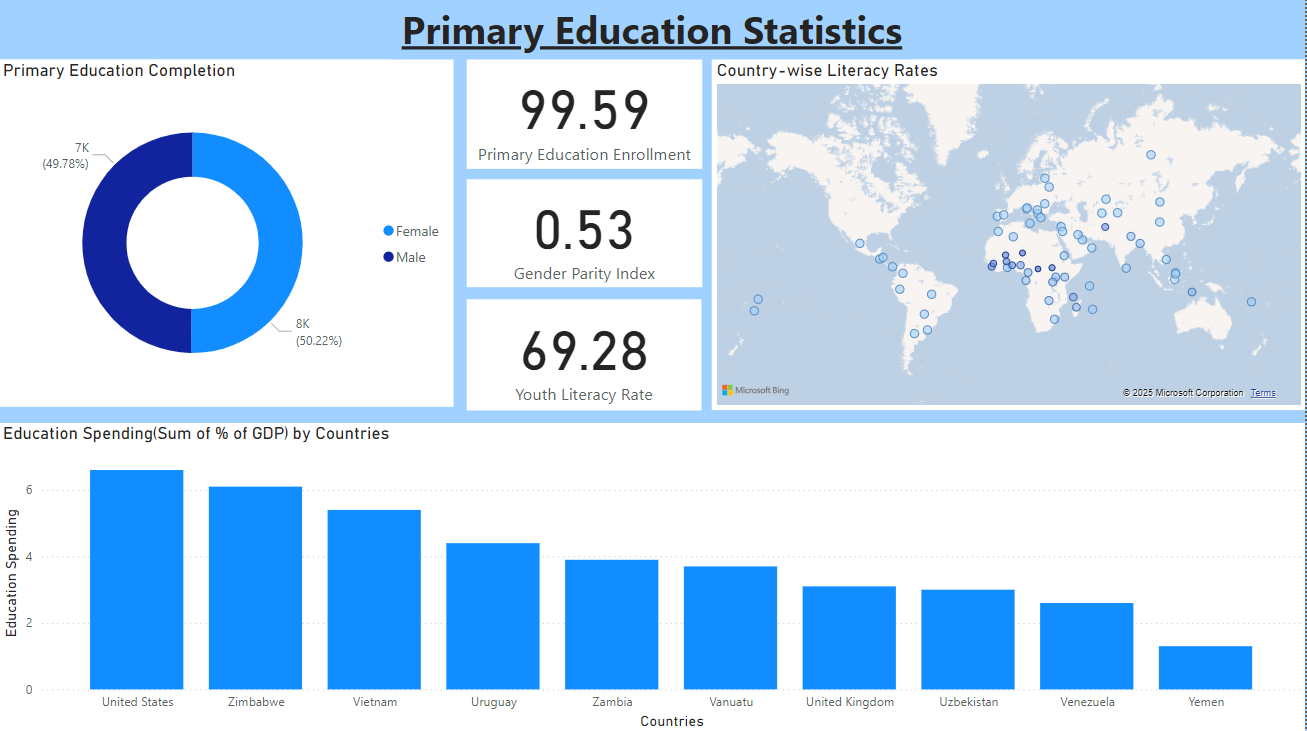 Primary Education Statistics
Primary Education Completion
7K
(49.78%)
8K
(50.22%)
Female
Male
99.59
Primary Education Enrollment
0.53
Gender Parity Index
69.28
Youth Literacy Rate
Country-wise Literacy Rates
Microsoft Bing
© 2025 Microsoft Corporation Terms
Education Spending(Sum of % of GDP) by Countries
Education Spending
6
4
2
0
United States Zimbabwe Vietnam Uruguay Zambia Vanuatu United Kingdom Uzbekistan Venezuela Yemen
Countries